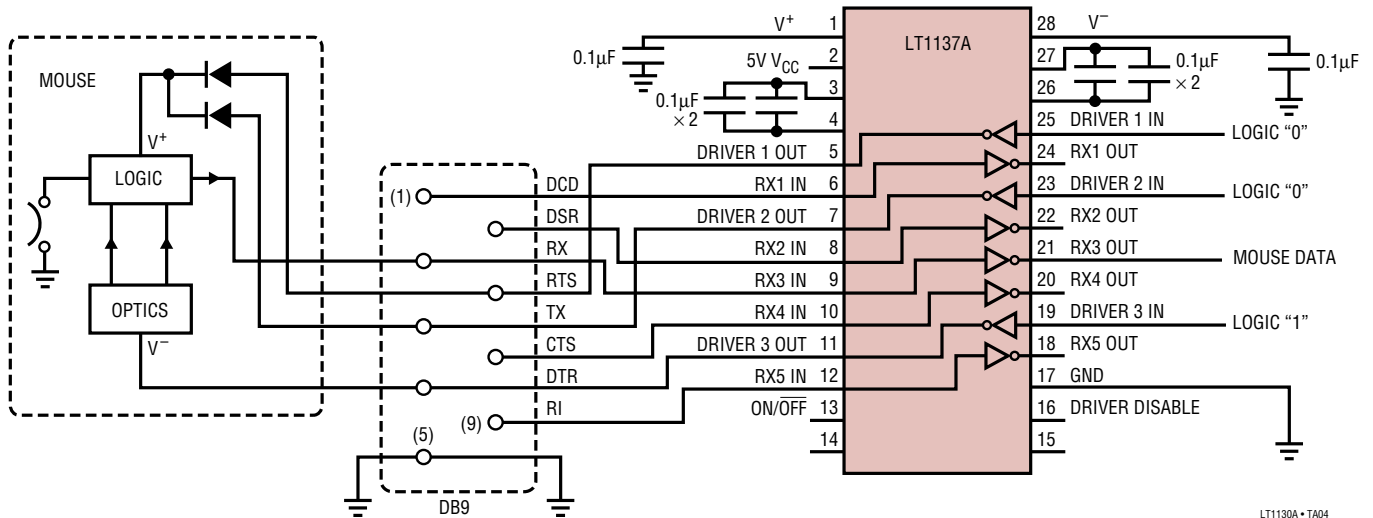 MOUSE
V+
LOGIC
OPTICS
V−
(1)
DCD
DSR
RX
RTS
TX
CTS
DTR
RI
(9)
(5)
DB9
0.1µF
V+ 1
5V VCC 2
0.1µF
× 2
3
4
DRIVER 1 OUT 5
RX1 IN 6
DRIVER 2 OUT 7
RX2 IN 8
RX3 IN 9
RX4 IN 10
DRIVER 3 OUT 11
RX5 IN 12
ON/OFF 13
14
LT1137A
28 V−
27
0.1µF
× 2
0.1µF
26
25 DRIVER 1 IN
LOGIC “0”
24 RX1 OUT
23 DRIVER 2 IN
LOGIC “0”
22 RX2 OUT
21 RX3 OUT
MOUSE DATA
20 RX4 OUT
19 DRIVER 3 IN
LOGIC “1”
18 RX5 OUT
17 GND
16 DRIVER DISABLE
15
LT1130A • TA04